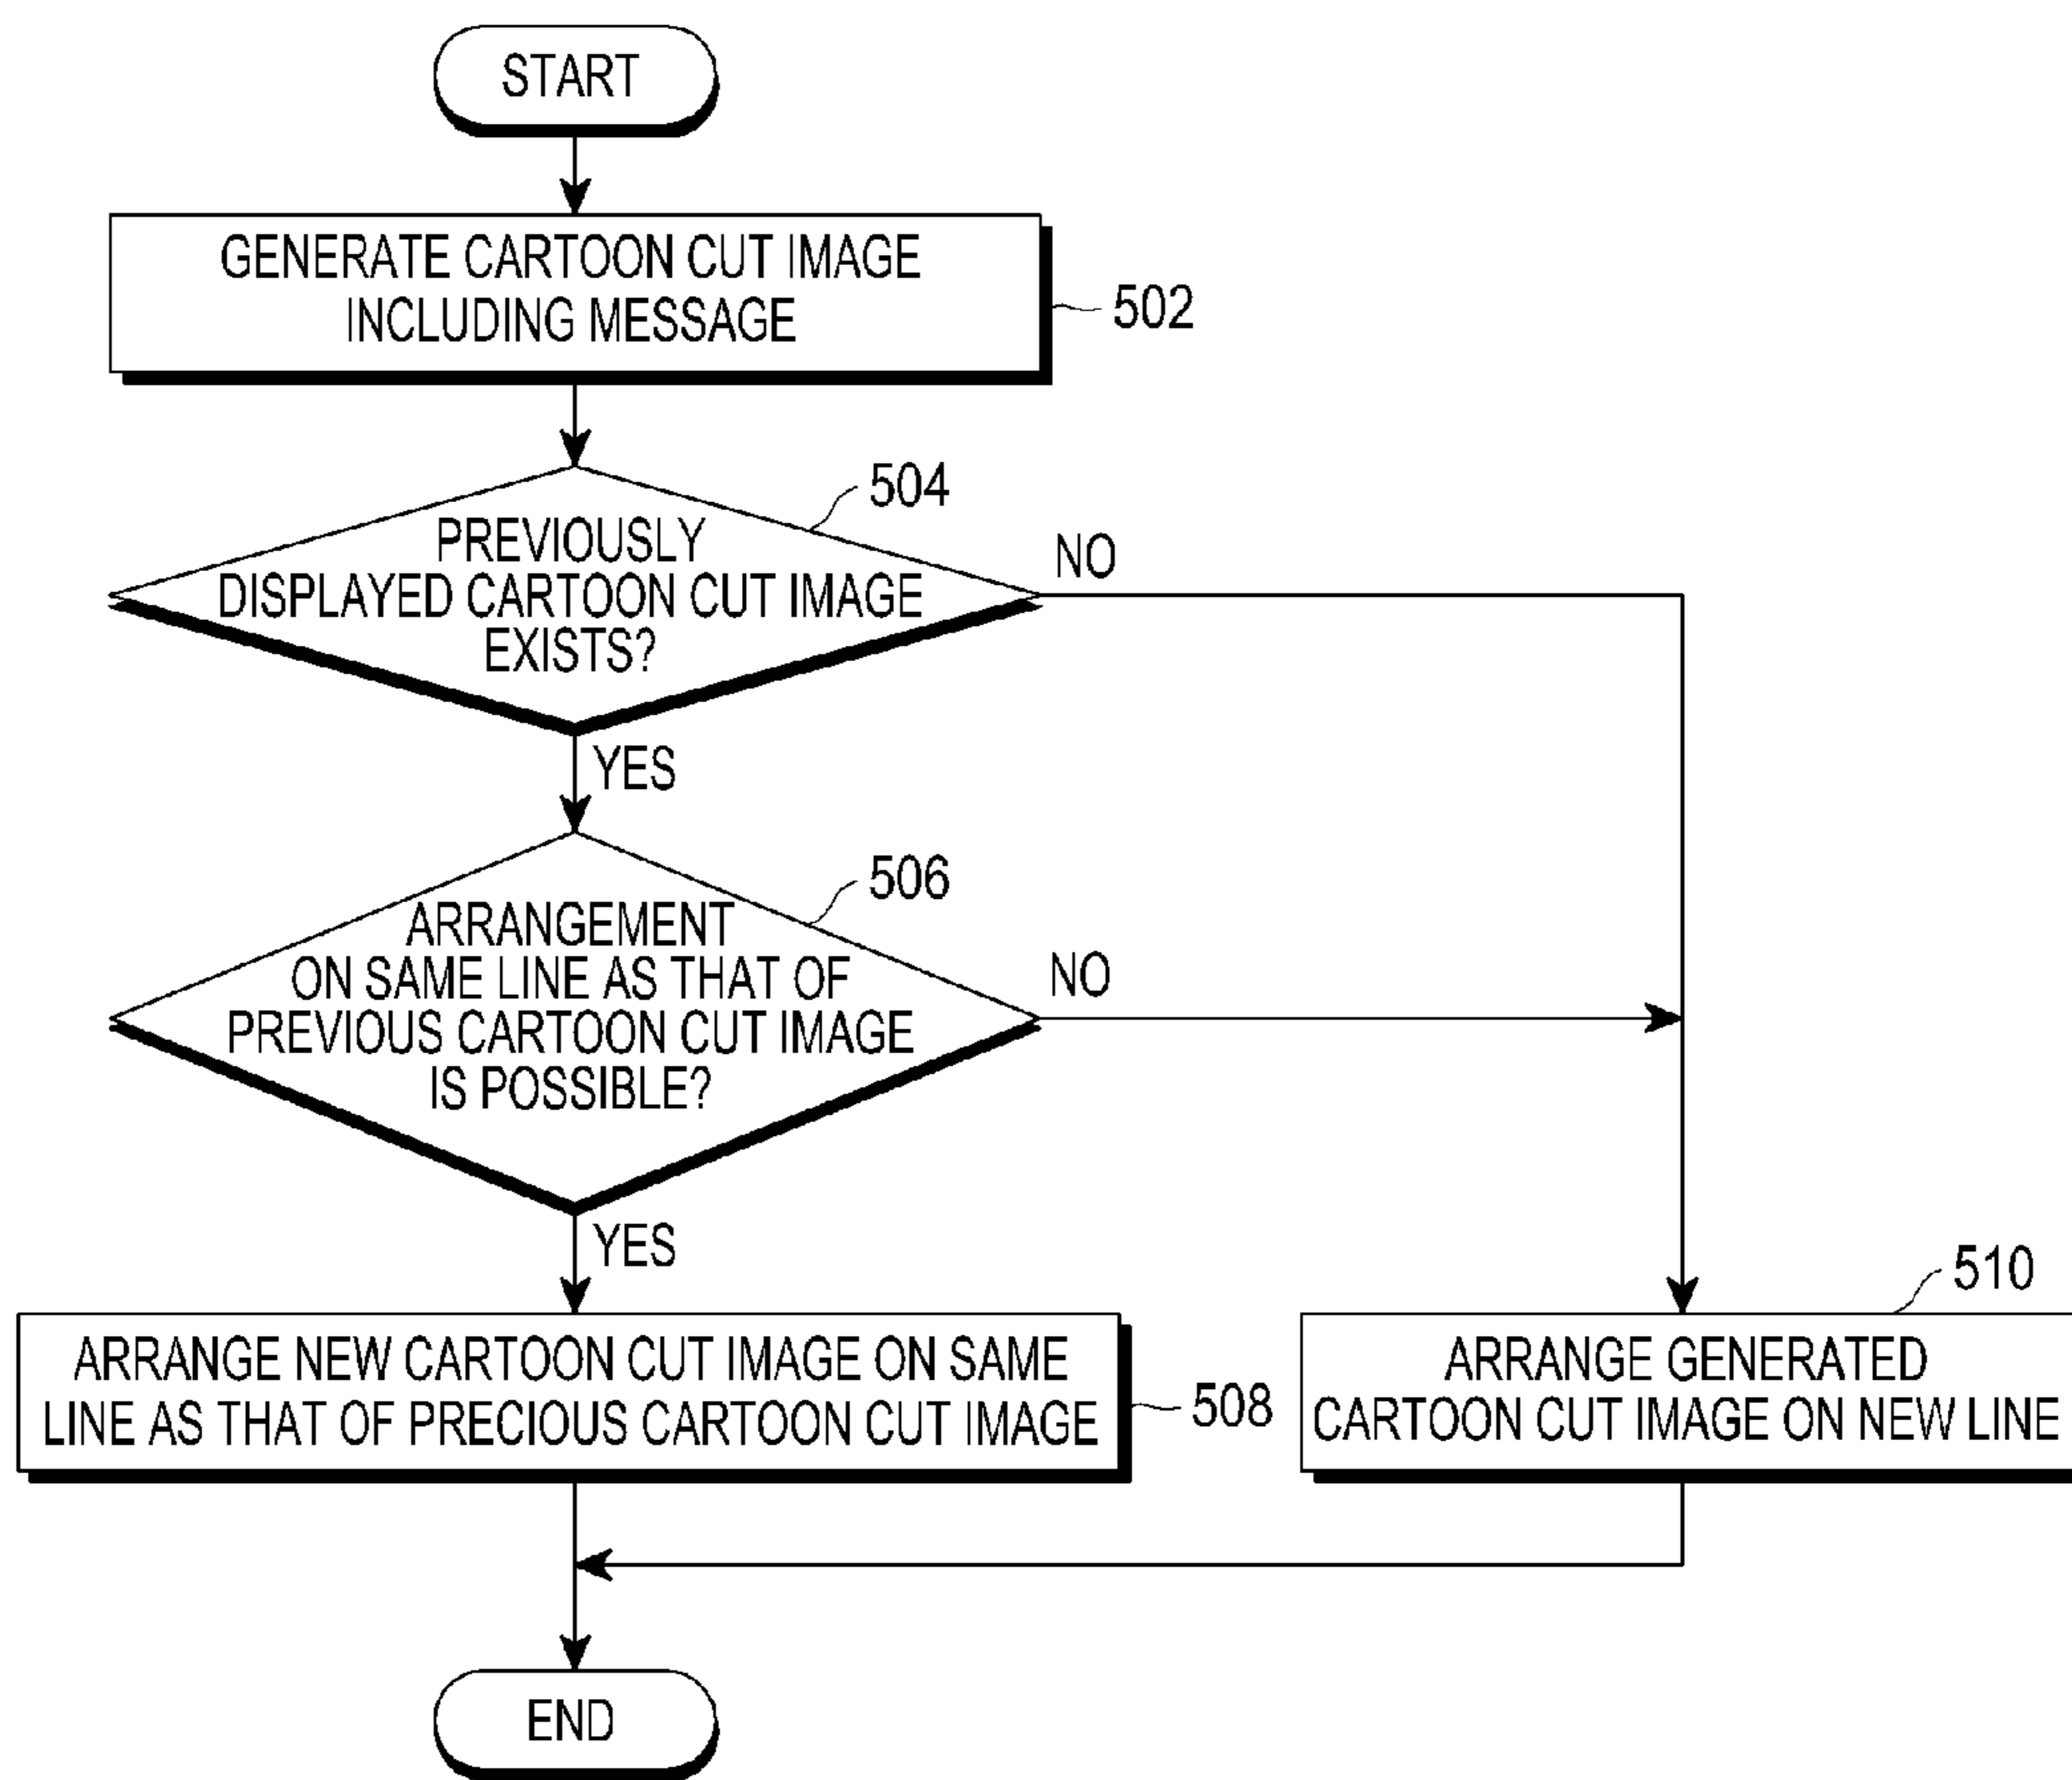 START
GENERATE CARTOON CUT IMAGE
INCLUDING MESSAGE
502
504
PREVIOUSLY
DISPLAYED CARTOON CUT IMAGE
EXISTS?
NO
YES
506
ARRANGEMENT
ON SAME LINE AS THAT OF
PREVIOUS CARTOON CUT IMAGE
IS POSSIBLE?
NO
YES
ARRANGE NEW CARTOON CUT IMAGE ON SAME
LINE AS THAT OF PRECIOUS CARTOON CUT IMAGE
508
510
ARRANGE GENERATED
CARTOON CUT IMAGE ON NEW LINE
END